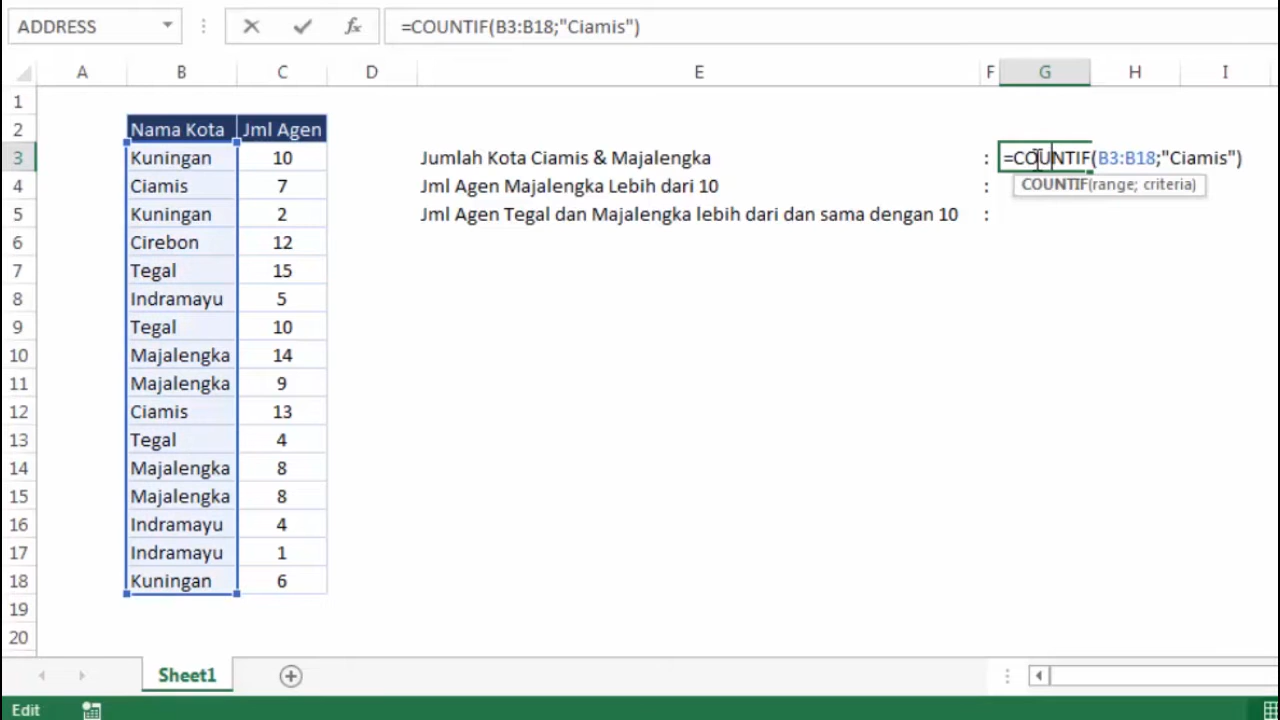 ADDRESS =COUNTIF(B3:B18;"Ciamis")
A B C D E F G H I
1
2 Nama Kota Jml Agen
3 Kuningan 10 Jumlah Kota Ciamis & Majalengka : =COUNTIF(B3:B18;"Ciamis")
4 Ciamis 7 Jml Agen Majalengka Lebih dari 10 : COUNTIF(range; criteria)
5 Kuningan 2 Jml Agen Tegal dan Majalengka lebih dari dan sama dengan 10 :
6 Cirebon 12
7 Tegal 15
8 Indramayu 5
9 Tegal 10
10 Majalengka 14
11 Majalengka 9
12 Ciamis 13
13 Tegal 4
14 Majalengka 8
15 Majalengka 8
16 Indramayu 4
17 Indramayu 1
18 Kuningan 6
19
20
Sheet1
Edit